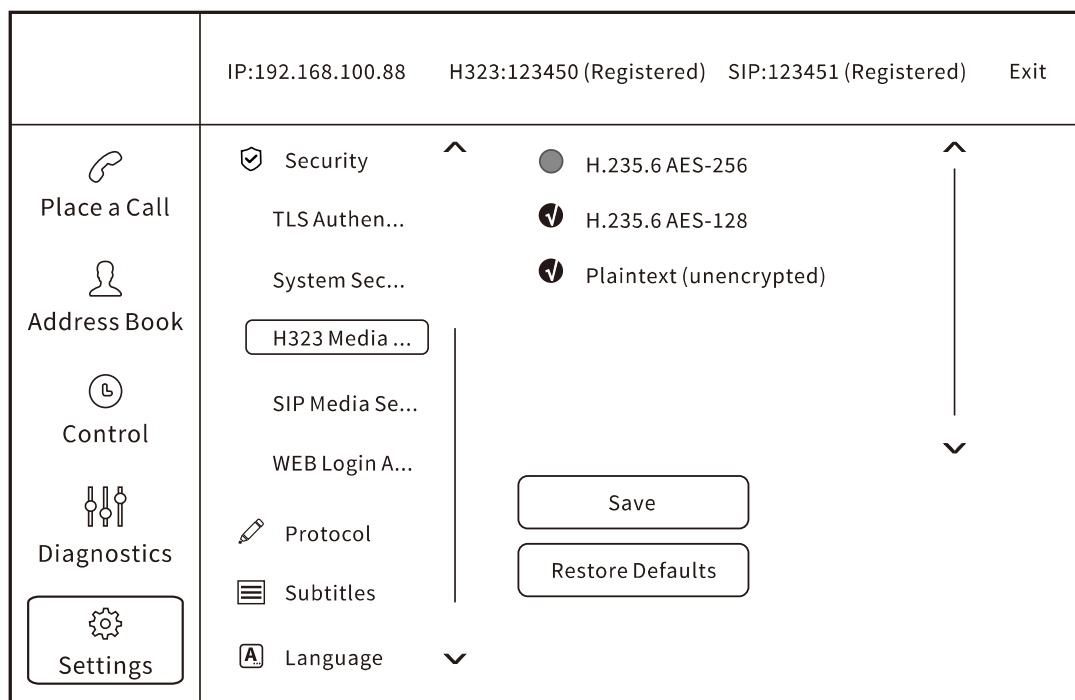 IP:192.168.100.88 H323:123450 (Registered) SIP:123451 (Registered) Exit
Place a Call
Address Book
Control
Diagnostics
Settings
Security
TLS Authen...
System Sec...
H323 Media ...
SIP Media Se...
WEB Login A...
Protocol
Subtitles
Language
H.235.6 AES-256
H.235.6 AES-128
Plaintext (unencrypted)
Save
Restore Defaults